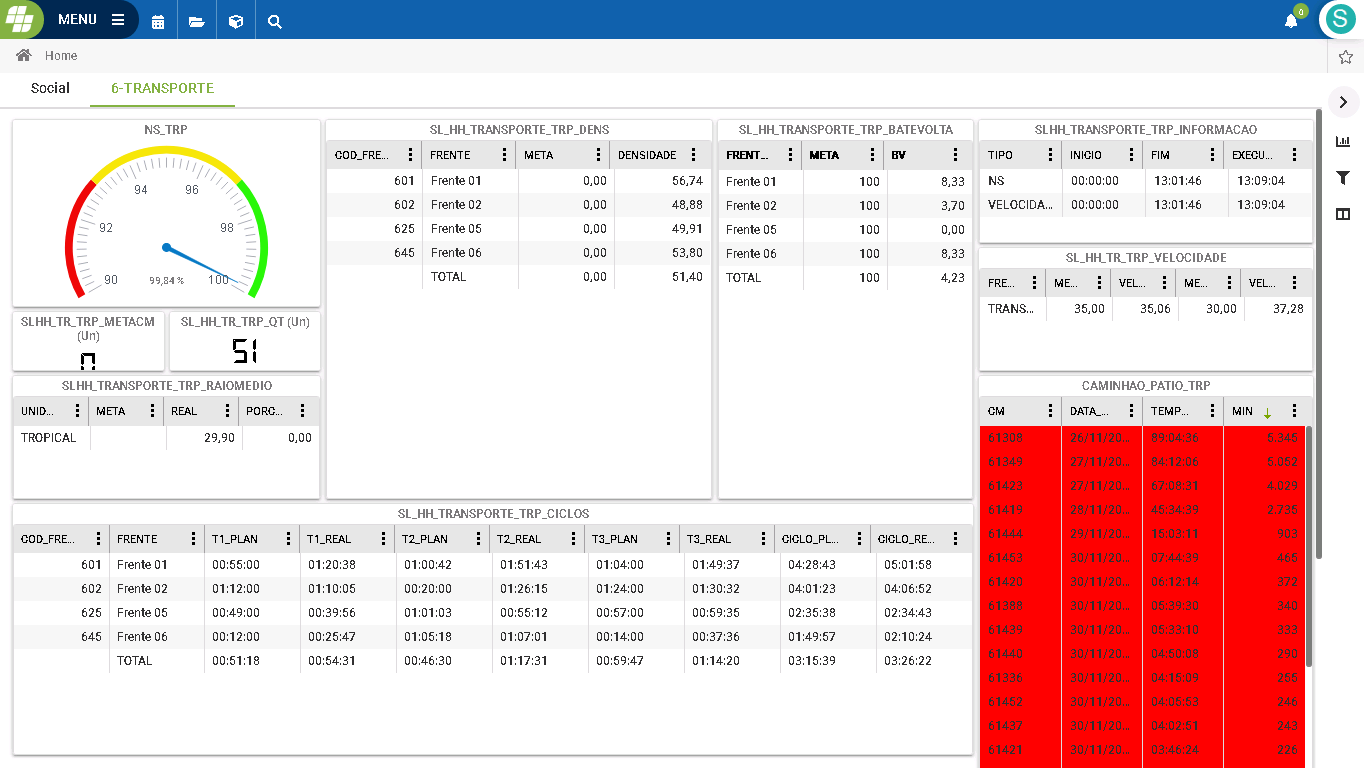 MENU
0
S
Home
Social 6-TRANSPORTE
NS_TRP
90 92 94 96 98 100
99,84 %
SLHH_TR_TRP_METACM (Un)
0
SL_HH_TR_TRP_QT (Un)
51
SLHH_TRANSPORTE_TRP_RAIOMEDIO
UNID... META REAL PORC...
TROPICAL 29,90 0,00
SL_HH_TRANSPORTE_TRP_DENS
COD_FRE... FRENTE META DENSIDADE
601 Frente 01 0,00 56,74
602 Frente 02 0,00 48,88
625 Frente 05 0,00 49,91
645 Frente 06 0,00 53,80
TOTAL 0,00 51,40
SL_HH_TRANSPORTE_TRP_BATEVOLTA
FRENT... META BV
Frente 01 100 8,33
Frente 02 100 3,70
Frente 05 100 0,00
Frente 06 100 8,33
TOTAL 100 4,23
SLHH_TRANSPORTE_TRP_INFORMACAO
TIPO INICIO FIM EXECU...
NS 00:00:00 13:01:46 13:09:04
VELOCIDA... 00:00:00 13:01:46 13:09:04
SL_HH_TR_TRP_VELOCIDADE
FRE... ME... VEL... ME... VEL...
TRANS... 35,00 35,06 30,00 37,28
SL_HH_TRANSPORTE_TRP_CICLOS
COD_FRE... FRENTE T1_PLAN T1_REAL T2_PLAN T2_REAL T3_PLAN T3_REAL CICLO_PL... CICLO_RE...
601 Frente 01 00:55:00 01:20:38 01:00:42 01:51:43 01:04:00 01:49:37 04:28:43 05:01:58
602 Frente 02 01:12:00 01:10:05 00:20:00 01:26:15 01:24:00 01:30:32 04:01:23 04:06:52
625 Frente 05 00:49:00 00:39:56 01:01:03 00:55:12 00:57:00 00:59:35 02:35:38 02:34:43
645 Frente 06 00:12:00 00:25:47 01:05:18 01:07:01 00:14:00 00:37:36 01:49:57 02:10:24
TOTAL 00:51:18 00:54:31 00:46:30 01:17:31 00:59:47 01:14:20 03:15:39 03:26:22
CAMINHAO_PATIO_TRP
CM DATA_... TEMP... MIN
61308 26/11/20... 89:04:36 5.345
61349 27/11/20... 84:12:06 5.052
61423 27/11/20... 67:08:31 4.029
61419 28/11/20... 45:34:39 2.735
61444 29/11/20... 15:03:11 903
61453 30/11/20... 07:44:39 465
61420 30/11/20... 06:12:14 372
61388 30/11/20... 05:39:30 340
61439 30/11/20... 05:33:10 333
61440 30/11/20... 04:50:08 290
61336 30/11/20... 04:15:09 255
61452 30/11/20... 04:05:53 246
61437 30/11/20... 04:02:51 243
61421 30/11/20... 03:46:24 226